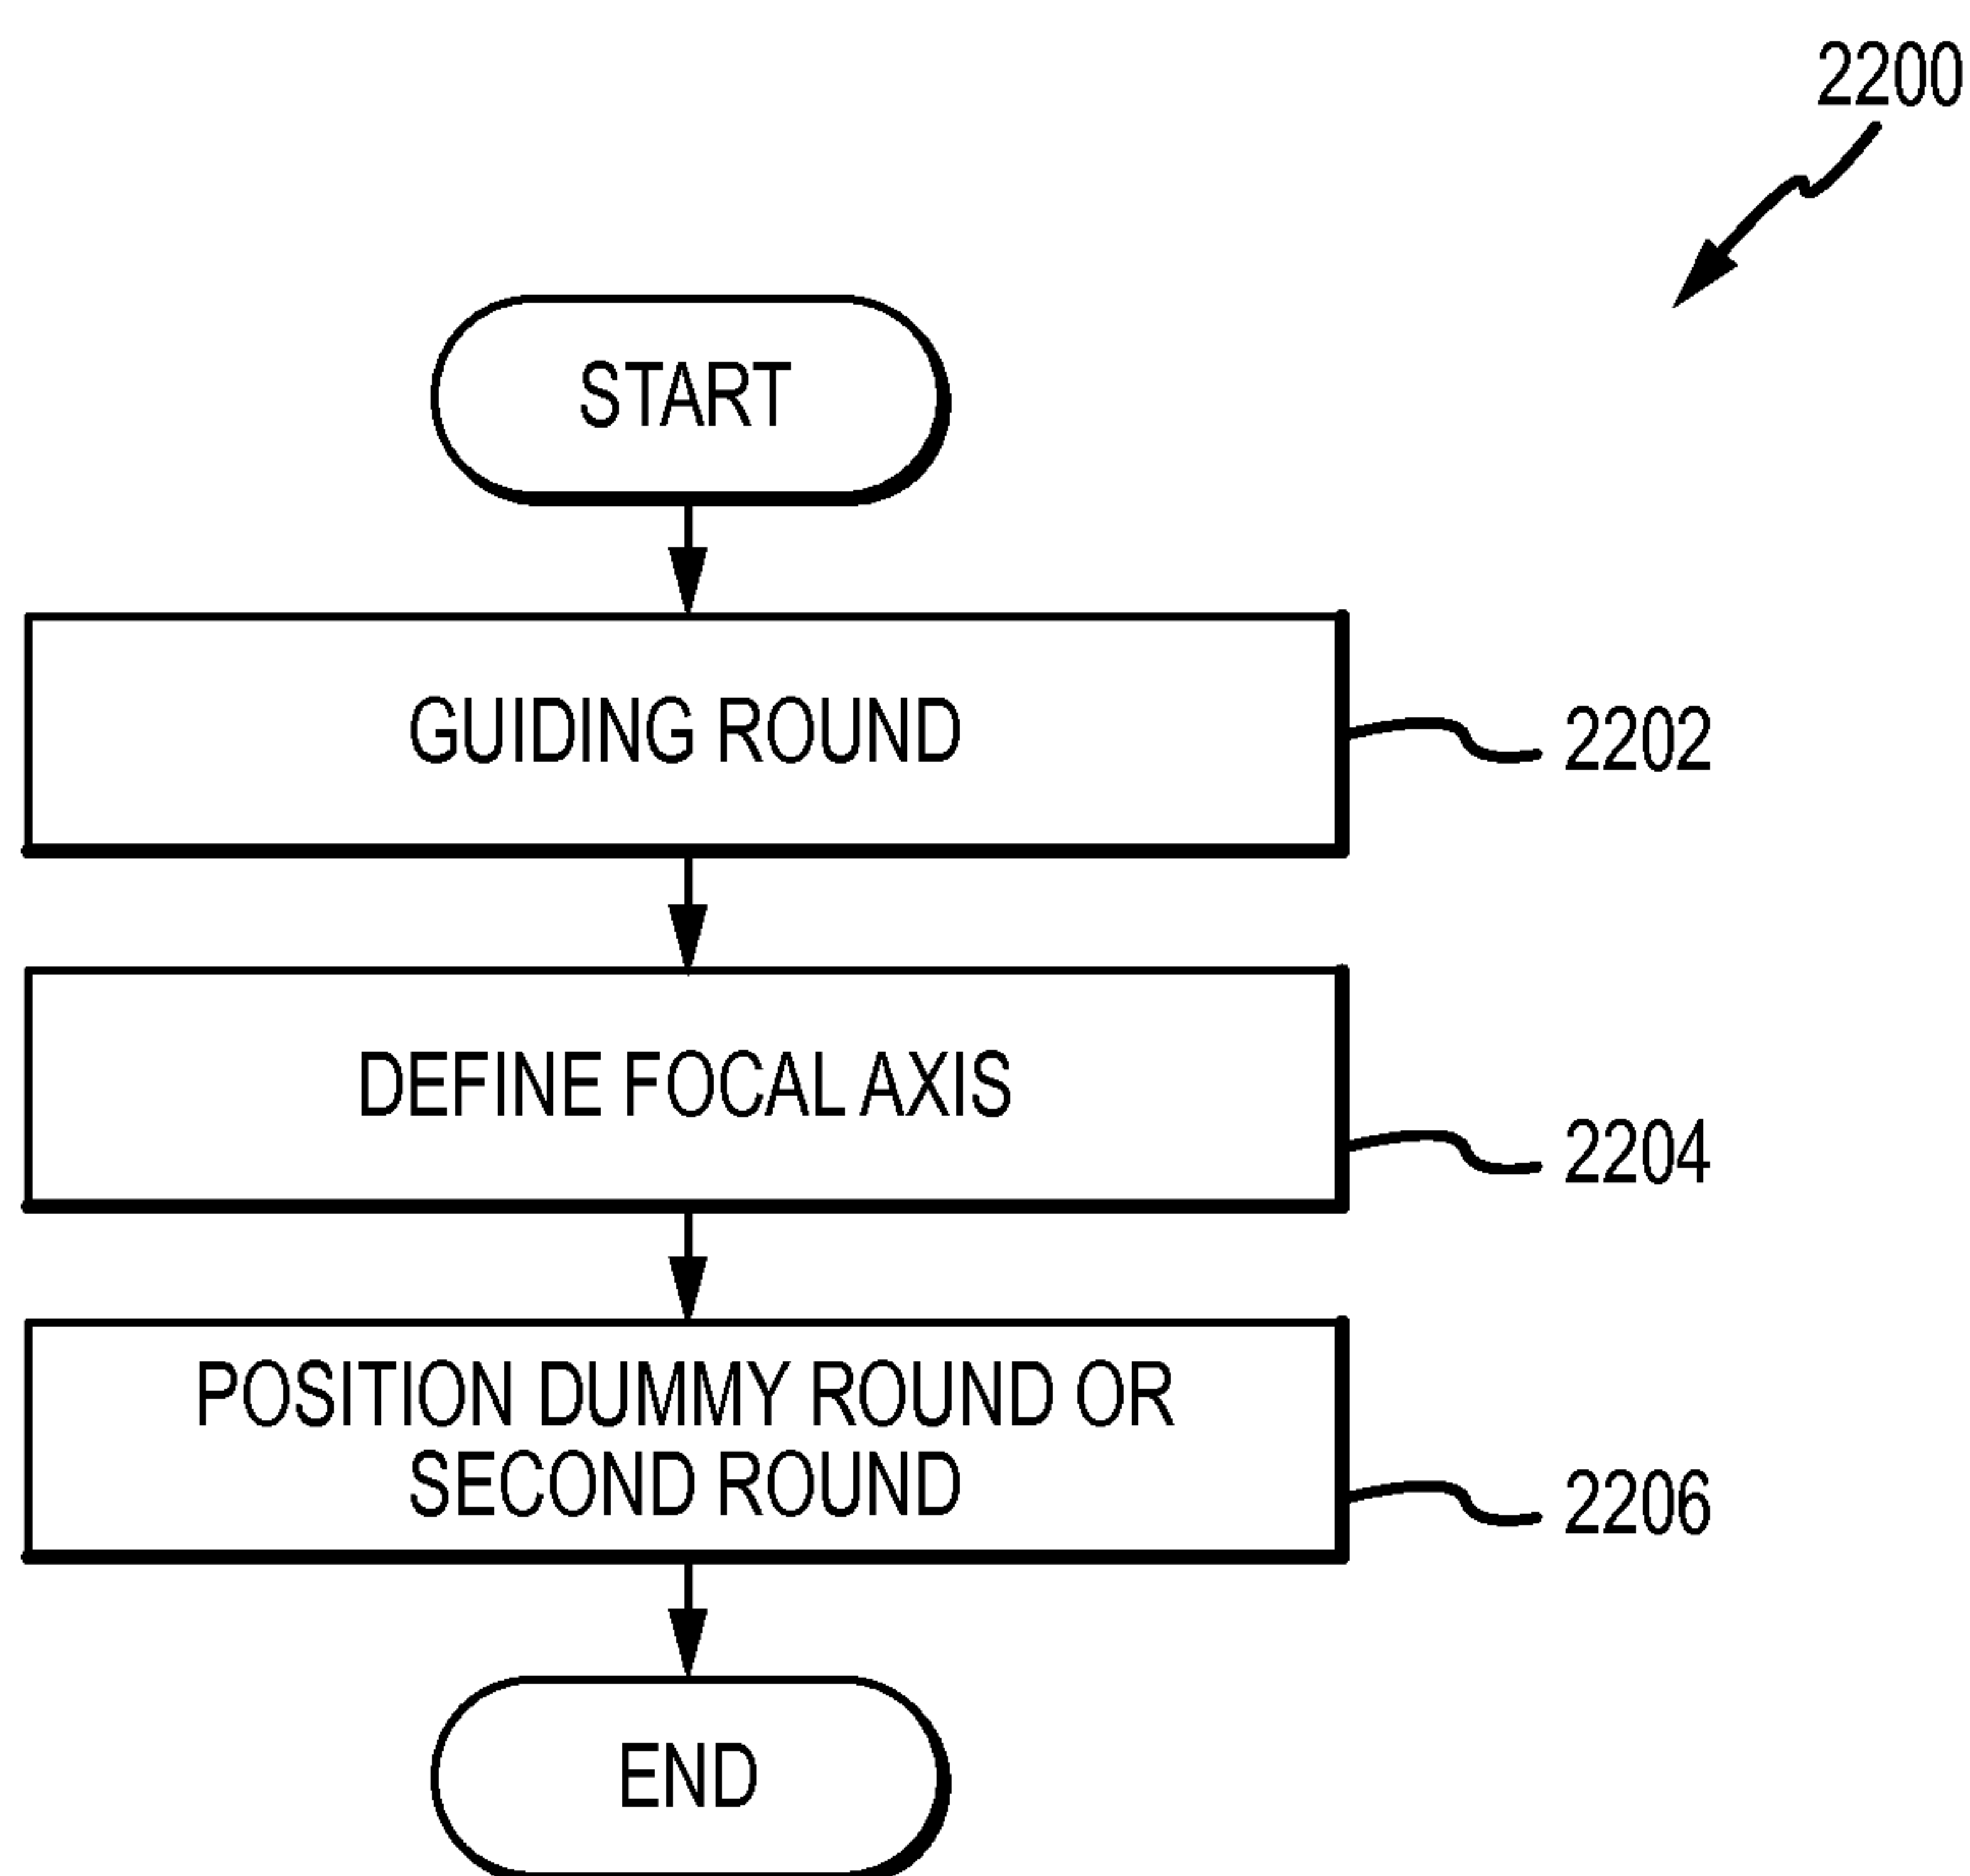 2200
START
GUIDING ROUND
2202
DEFINE FOCAL AXIS
2204
POSITION DUMMY ROUND OR
SECOND ROUND
2206
END